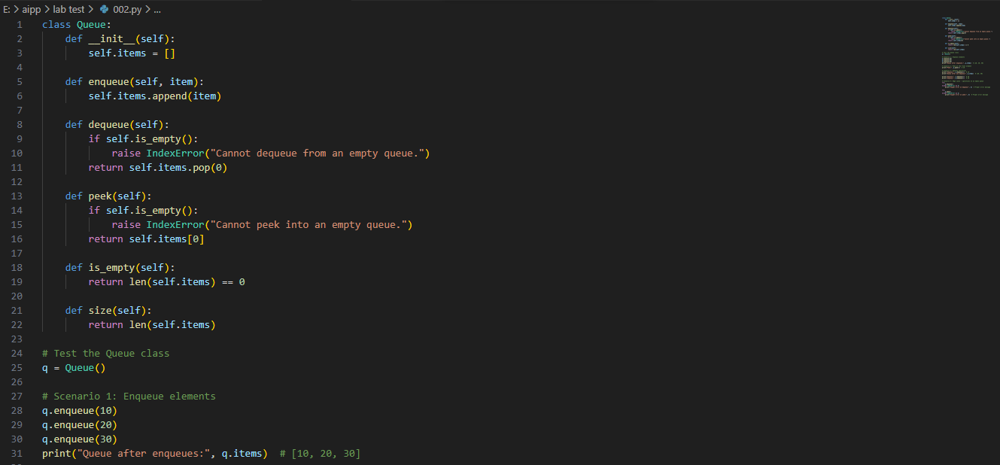 E: > aipp > lab test > 002.py > ...
1 class Queue:
2     def __init__(self):
3         self.items = []
4
5     def enqueue(self, item):
6         self.items.append(item)
7
8     def dequeue(self):
9         if self.is_empty():
10             raise IndexError("Cannot dequeue from an empty queue.")
11         return self.items.pop(0)
12
13     def peek(self):
14         if self.is_empty():
15             raise IndexError("Cannot peek into an empty queue.")
16         return self.items[0]
17
18     def is_empty(self):
19         return len(self.items) == 0
20
21     def size(self):
22         return len(self.items)
23
24 # Test the Queue class
25 q = Queue()
26
27 # Scenario 1: Enqueue elements
28 q.enqueue(10)
29 q.enqueue(20)
30 q.enqueue(30)
31 print("Queue after enqueues:", q.items)  # [10, 20, 30]